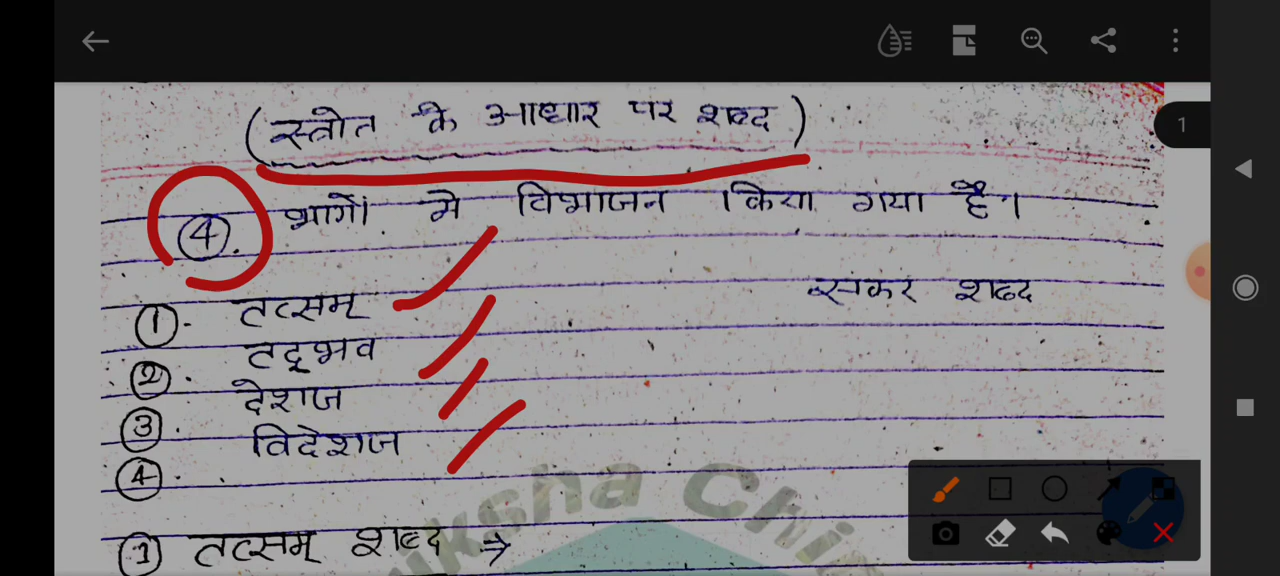 1
(स्त्रोत के आधार पर शब्द)
④. भागों मे विभाजन किया गया है।
①. तत्सम्
संकर शब्द
②. तद्भव
③. देशज
④. विदेशज
① तत्सम् शब्द ⇒